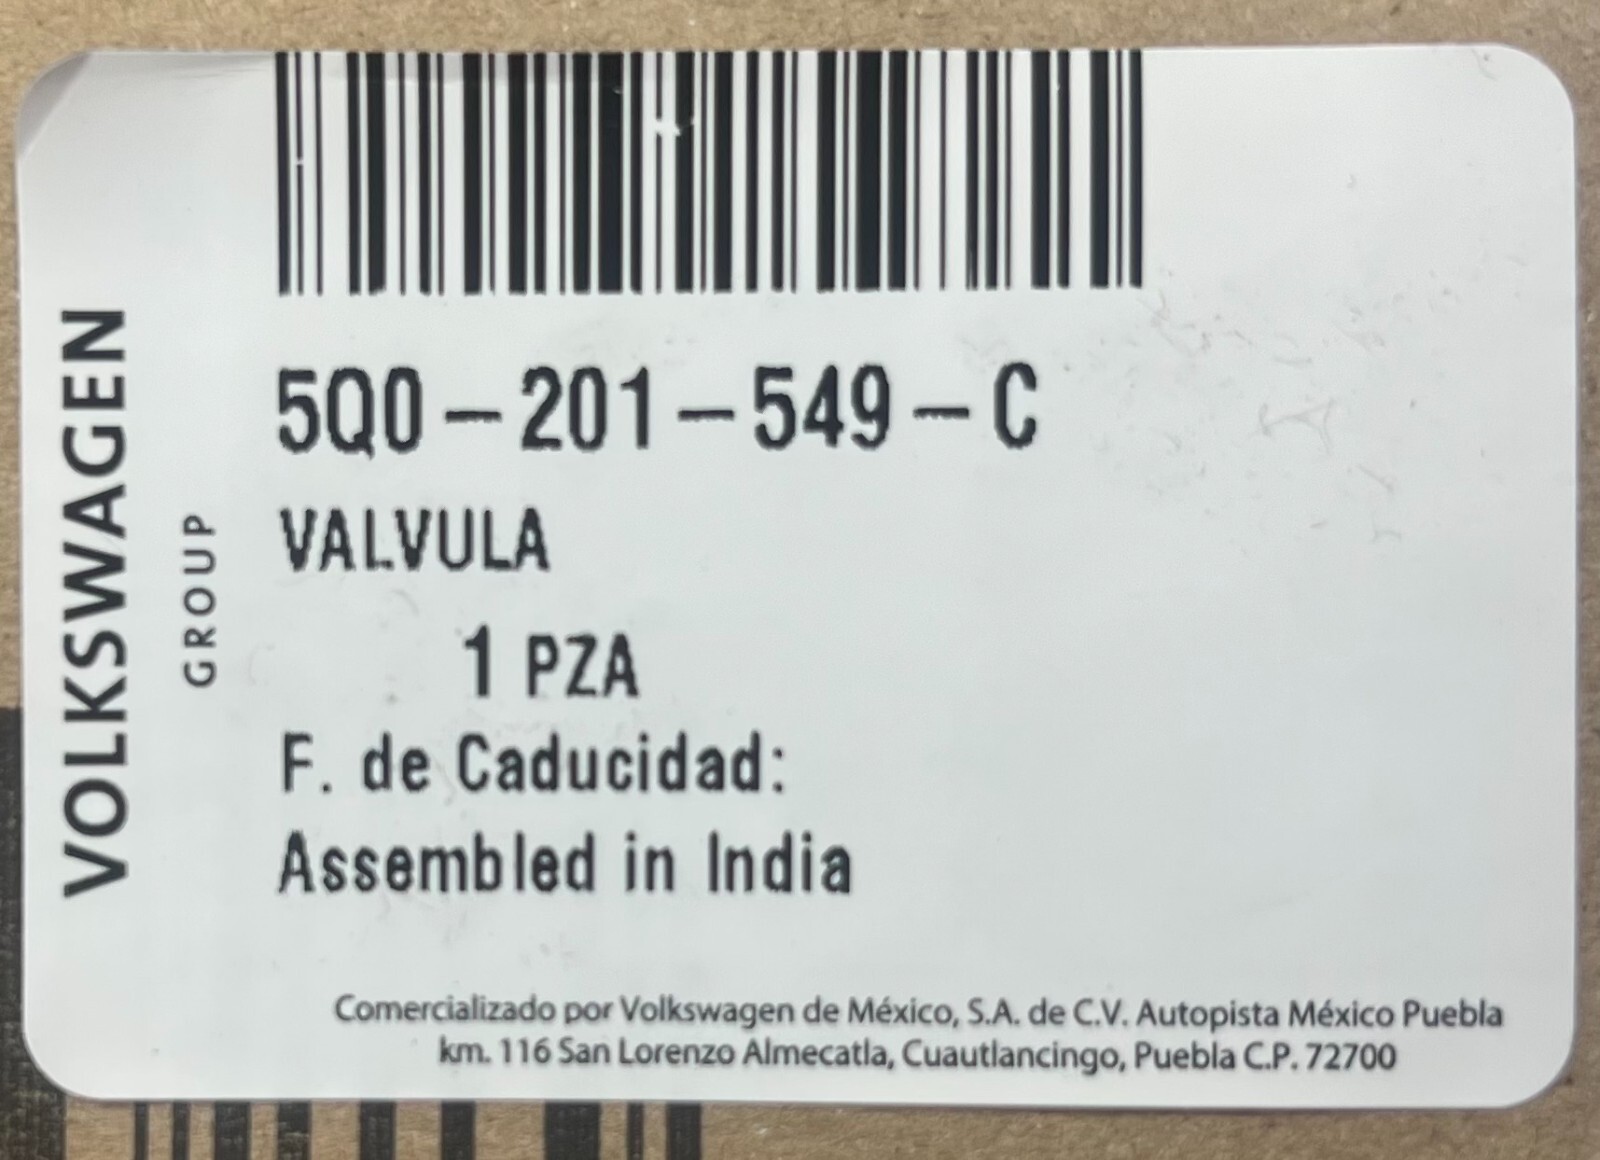 VOLKSWAGEN
GROUP
5Q0-201-549-C
VALVULA
1 PZA
F. de Caducidad:
Assembled in India
Comercializado por Volkswagen de México, S.A. de C.V. Autopista México Puebla
km. 116 San Lorenzo Almecatla, Cuautlancingo, Puebla C.P. 72700